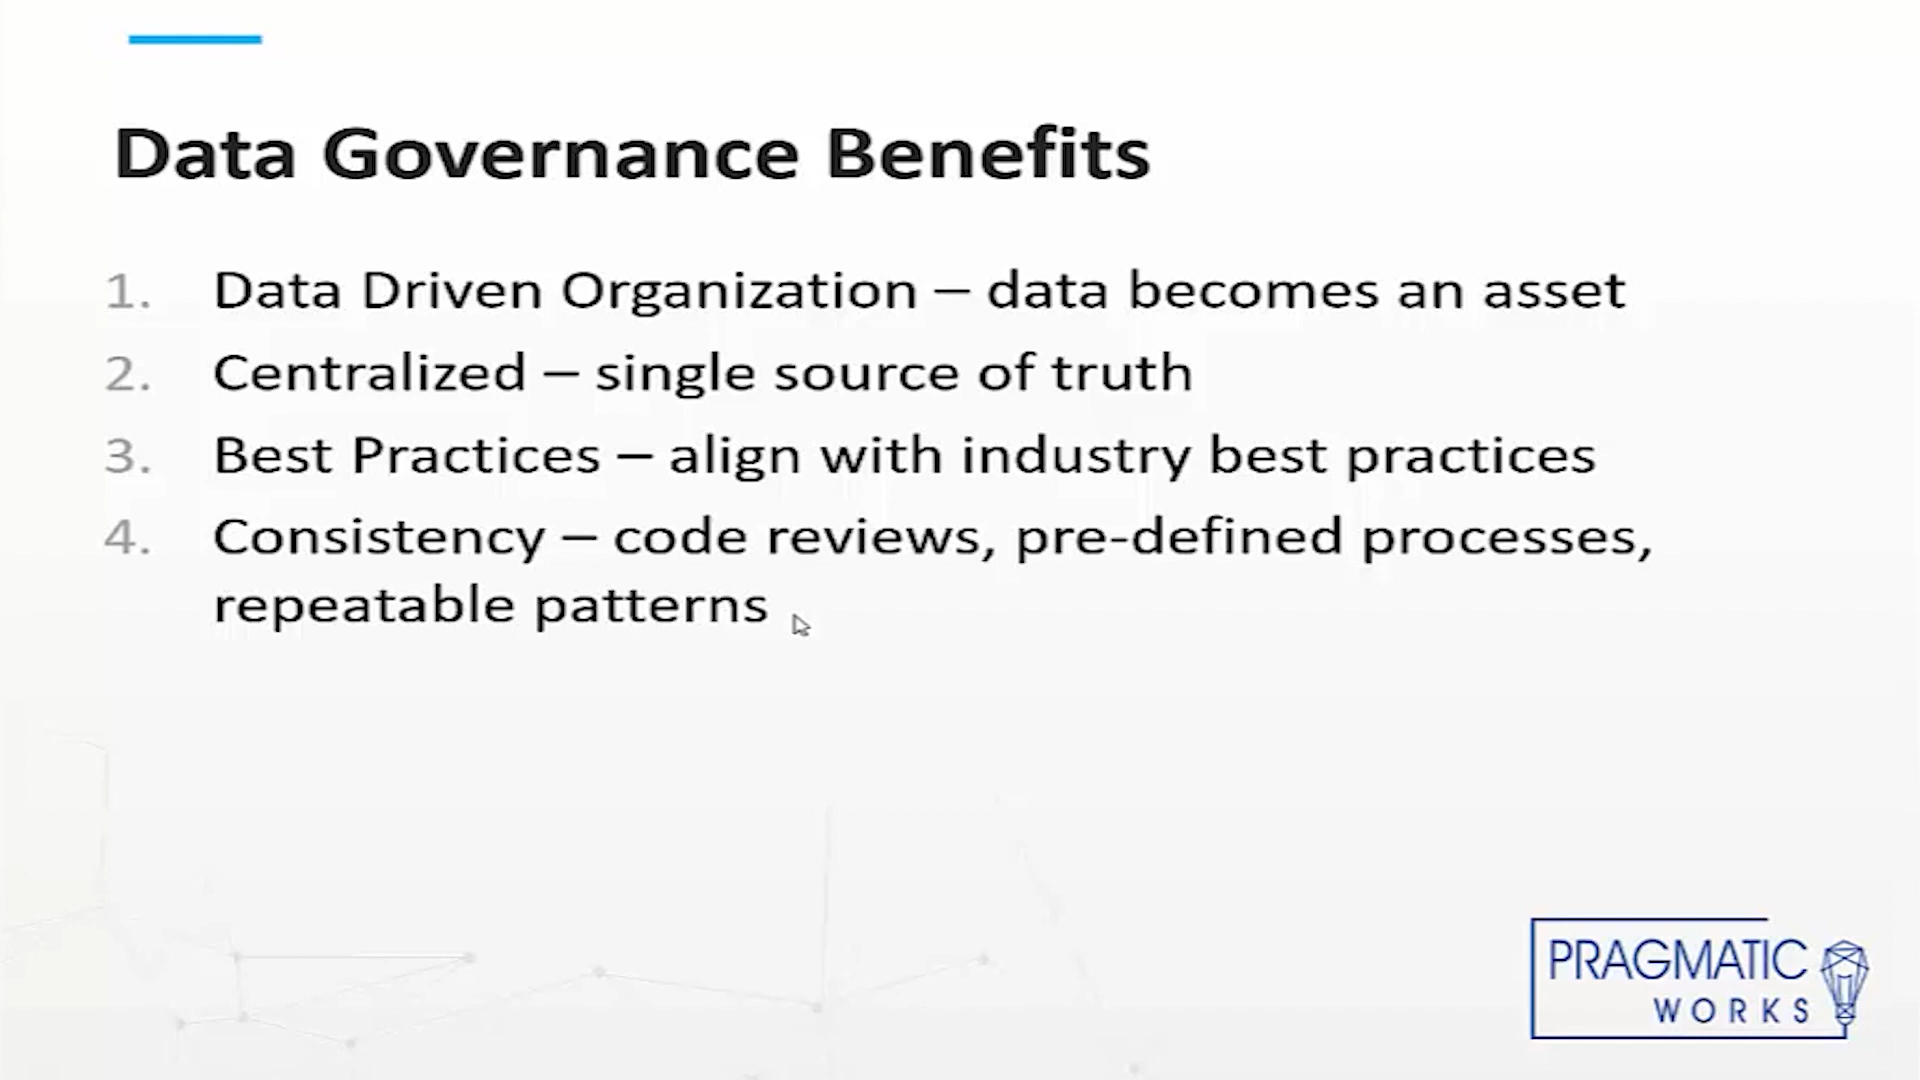 Data Governance Benefits
1. Data Driven Organization – data becomes an asset
2. Centralized – single source of truth
3. Best Practices – align with industry best practices
4. Consistency – code reviews, pre-defined processes,
repeatable patterns
PRAGMATIC
WORKS